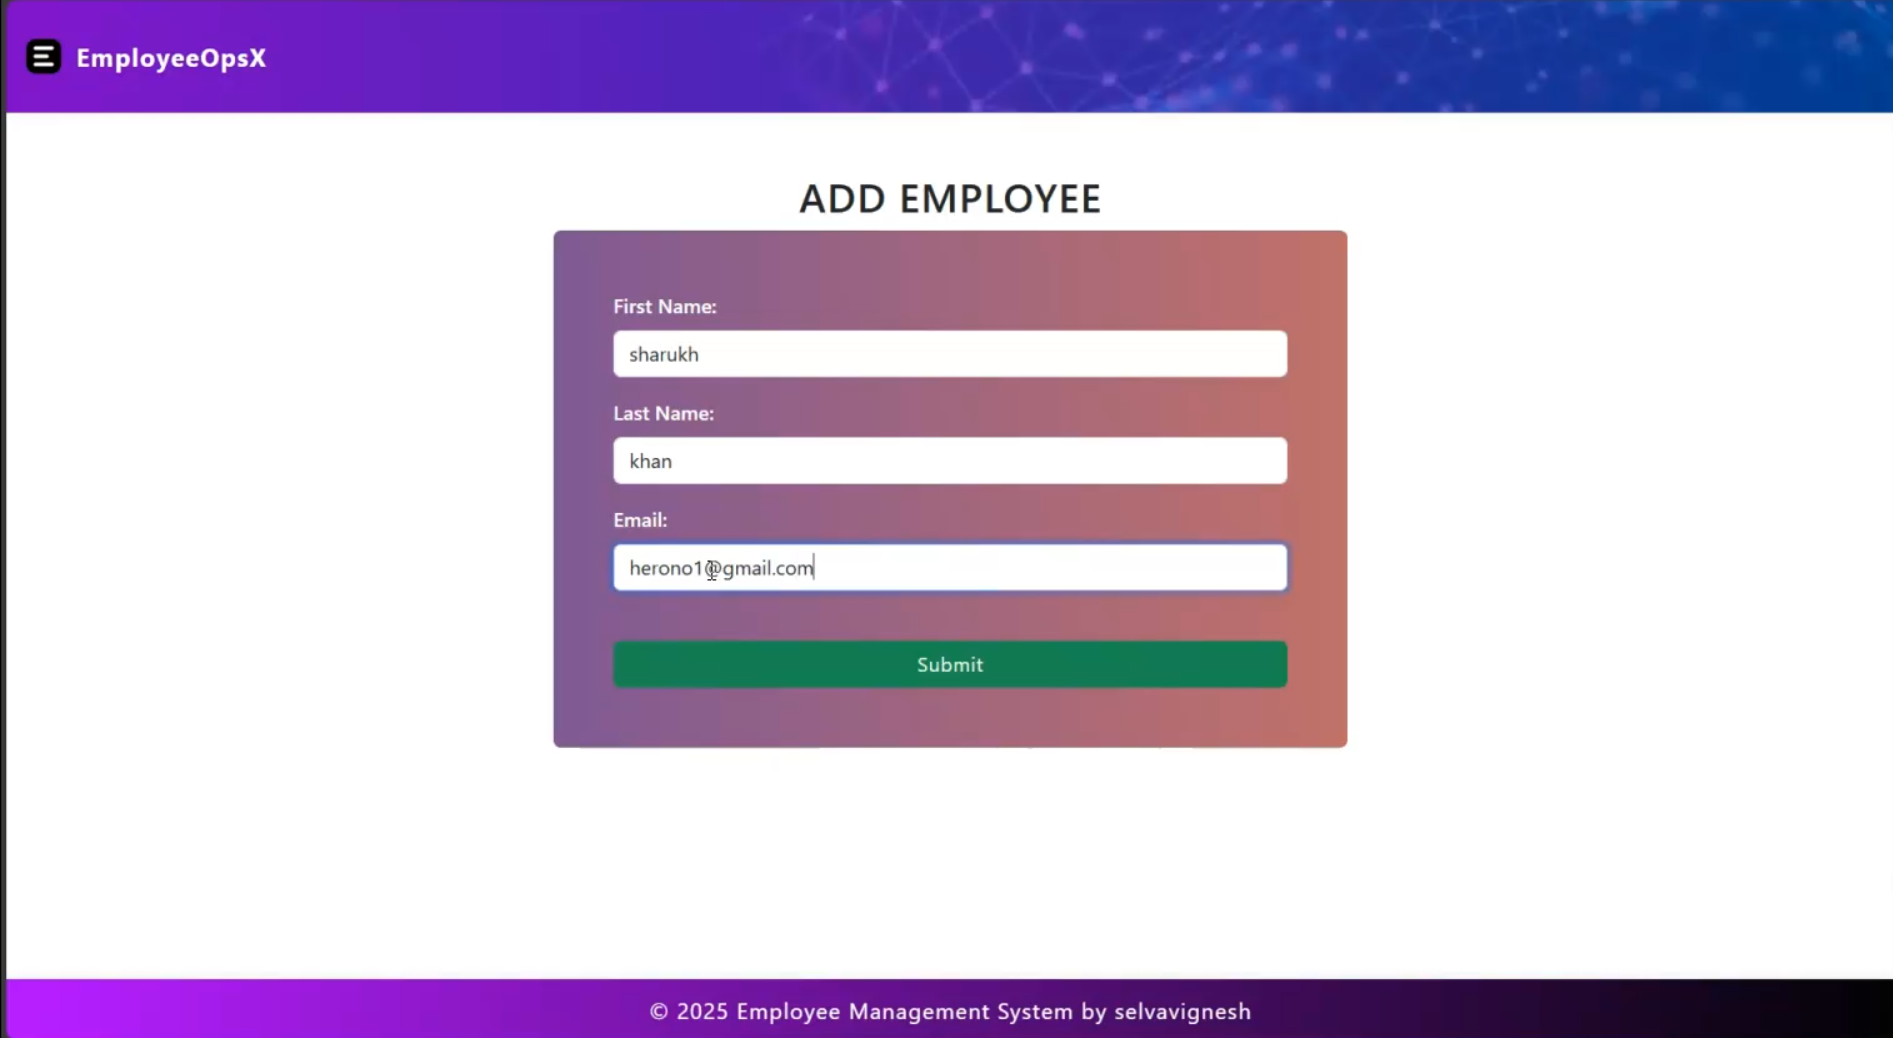 EmployeeOpsX
ADD EMPLOYEE
First Name:
sharukh
Last Name:
khan
Email:
herono1@gmail.com
Submit
© 2025 Employee Management System by selvavignesh